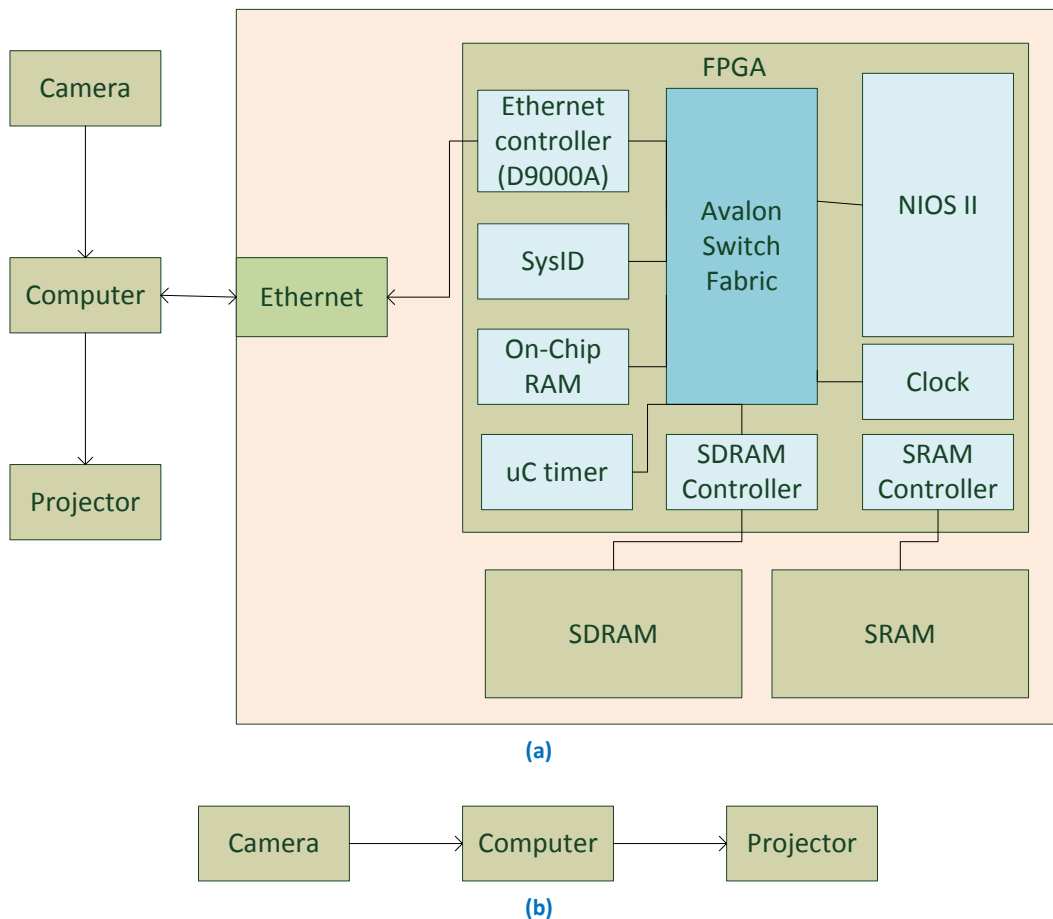 Camera
Computer
Projector
Ethernet
FPGA
Ethernet
controller
(D9000A)
SysID
On-Chip
RAM
uC timer
Avalon
Switch
Fabric
NIOS II
Clock
SDRAM
Controller
SRAM
Controller
SDRAM
SRAM
(a)
Camera
Computer
Projector
(b)